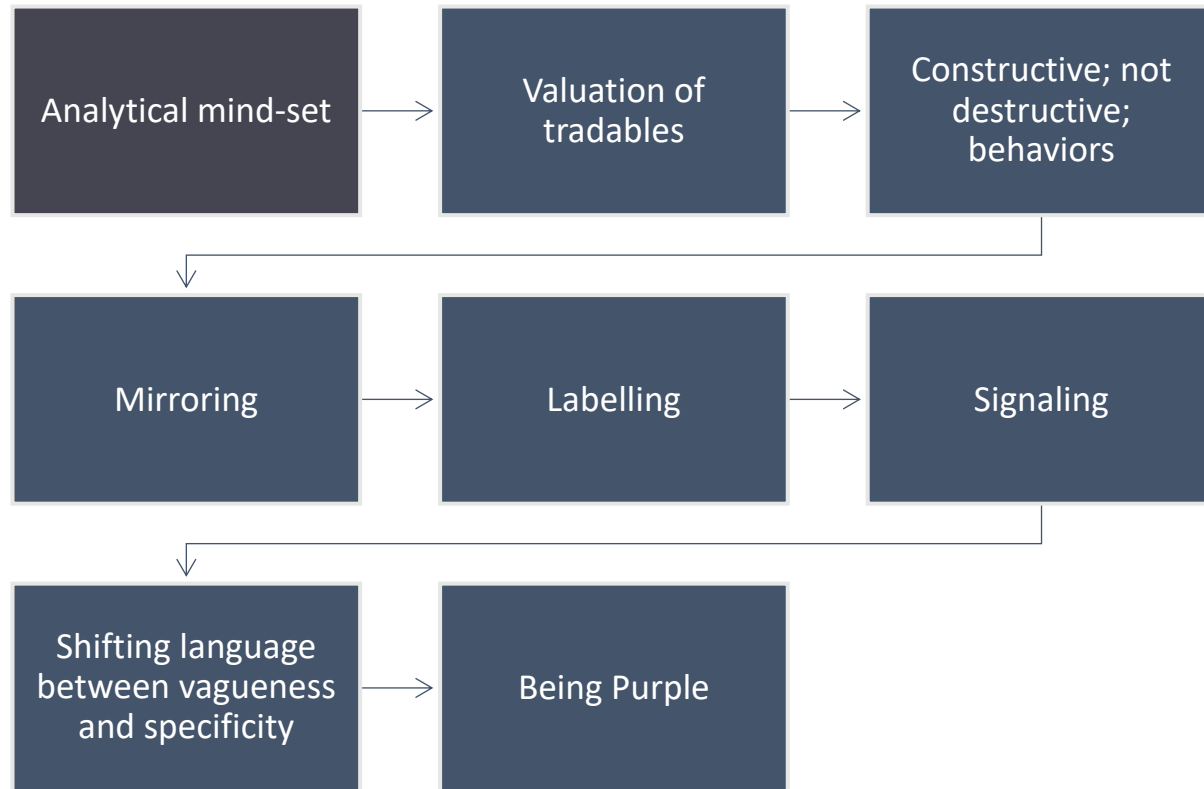 Analytical mind-set
Valuation of
tradables
Constructive; not
destructive;
behaviors
Mirroring
Labelling
Signaling
Shifting language
between vagueness
and specificity
Being Purple